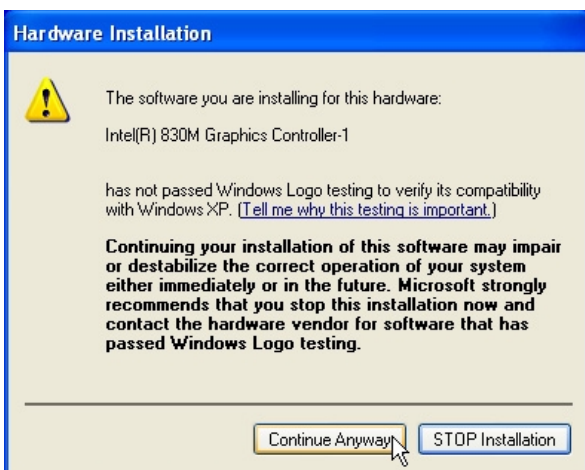 Hardware Installation
The software you are installing for this hardware:
Intel(R) 830M Graphics Controller-1
has not passed Windows Logo testing to verify its compatibility
with Windows XP. (Tell me why this testing is important.)
Continuing your installation of this software may impair
or destabilize the correct operation of your system
either immediately or in the future. Microsoft strongly
recommends that you stop this installation now and
contact the hardware vendor for software that has
passed Windows Logo testing.
Continue Anyway STOP Installation